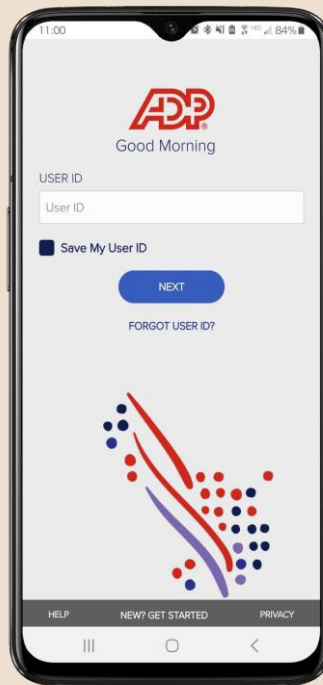 11:00
84%
ADP
Good Morning
USER ID
User ID
Save My User ID
NEXT
FORGOT USER ID?
HELP NEW? GET STARTED PRIVACY